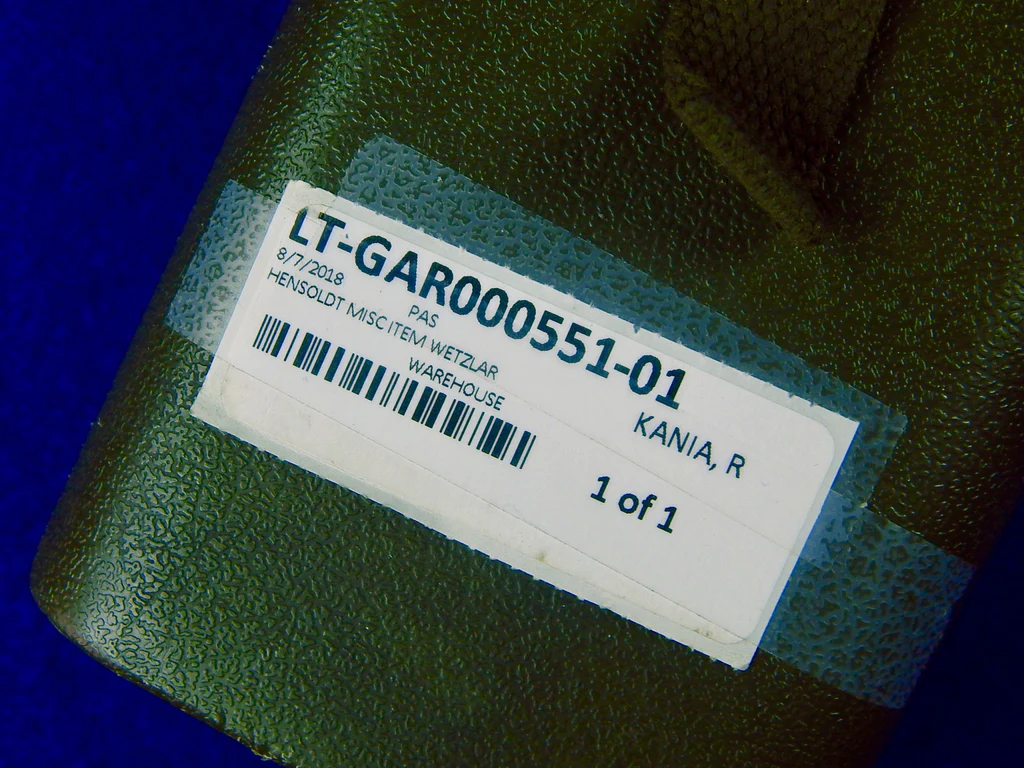 LT-GAR000551-01
8/7/2018
PAS
KANIA, R
HENSOLDT MISC ITEM WETZLAR
WAREHOUSE
1 of 1